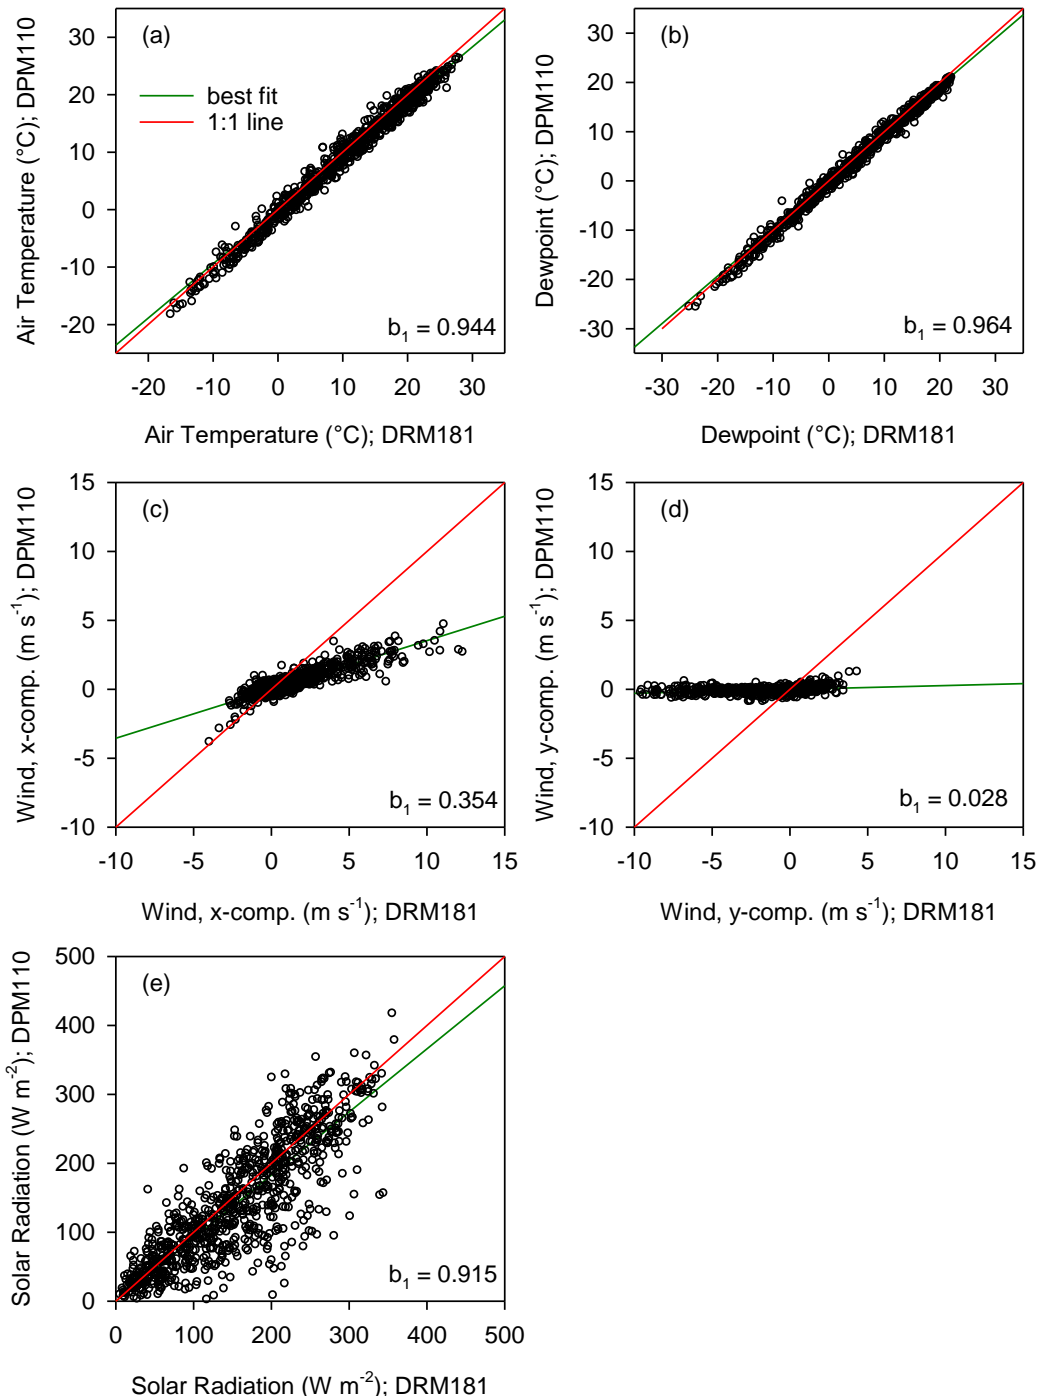 (a)
best fit
1:1 line
b₁ = 0.944
Air Temperature (°C); DPM110
30
20
10
0
-10
-20
-20 -10 0 10 20 30
Air Temperature (°C); DRM181
(b)
b₁ = 0.964
Dewpoint (°C); DPM110
30
20
10
0
-10
-20
-30
-30 -20 -10 0 10 20 30
Dewpoint (°C); DRM181
(c)
b₁ = 0.354
Wind, x-comp. (m s⁻¹); DPM110
15
10
5
0
-5
-10
-10 -5 0 5 10 15
Wind, x-comp. (m s⁻¹); DRM181
(d)
b₁ = 0.028
Wind, y-comp. (m s⁻¹); DPM110
15
10
5
0
-5
-10
-10 -5 0 5 10 15
Wind, y-comp. (m s⁻¹); DRM181
(e)
b₁ = 0.915
Solar Radiation (W m⁻²); DPM110
500
400
300
200
100
0
0 100 200 300 400 500
Solar Radiation (W m⁻²); DRM181